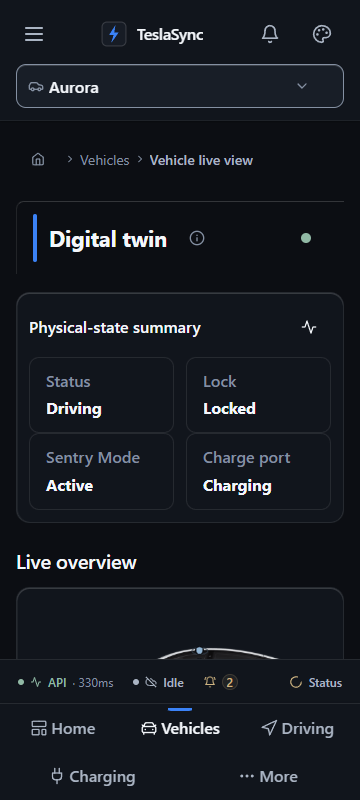 TeslaSync
Aurora
Vehicles Vehicle live view
Digital twin
Physical-state summary
Status Lock
Driving Locked
Sentry Mode Charge port
Active Charging
Live overview
API · 330ms Idle 2 Status
Home Vehicles Driving
Charging More